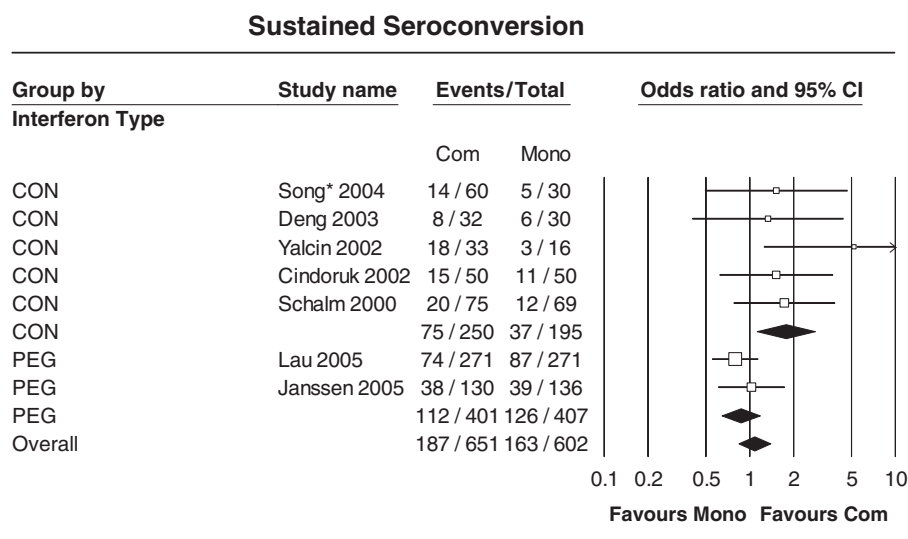 Sustained Seroconversion
Group by Study name Events/Total Odds ratio and 95% CI
Interferon Type
Com Mono
CON Song* 2004 14 / 60 5 / 30
CON Deng 2003 8 / 32 6 / 30
CON Yalcin 2002 18 / 33 3 / 16
CON Cindoruk 2002 15 / 50 11 / 50
CON Schalm 2000 20 / 75 12 / 69
CON 75 / 250 37 / 195
PEG Lau 2005 74 / 271 87 / 271
PEG Janssen 2005 38 / 130 39 / 136
PEG 112 / 401 126 / 407
Overall 187 / 651 163 / 602
0.1 0.2 0.5 1 2 5 10
Favours Mono Favours Com